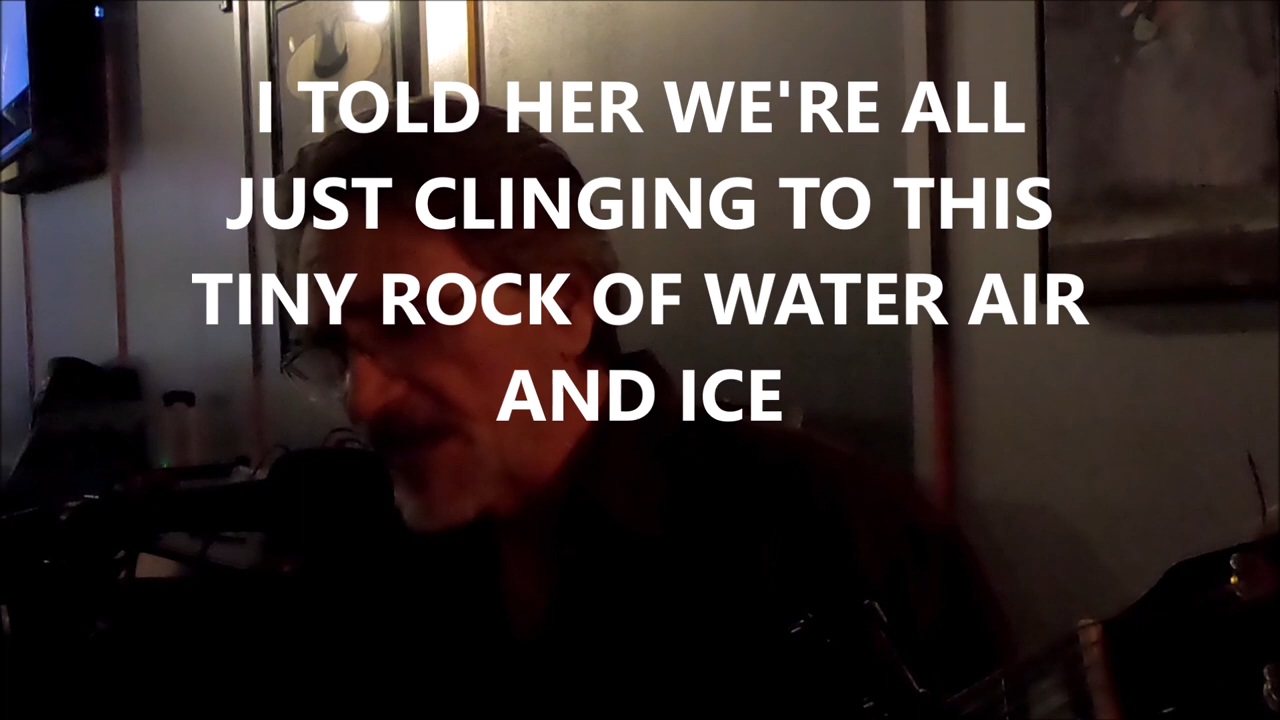 I TOLD HER WE'RE ALL
JUST CLINGING TO THIS
TINY ROCK OF WATER AIR
AND ICE